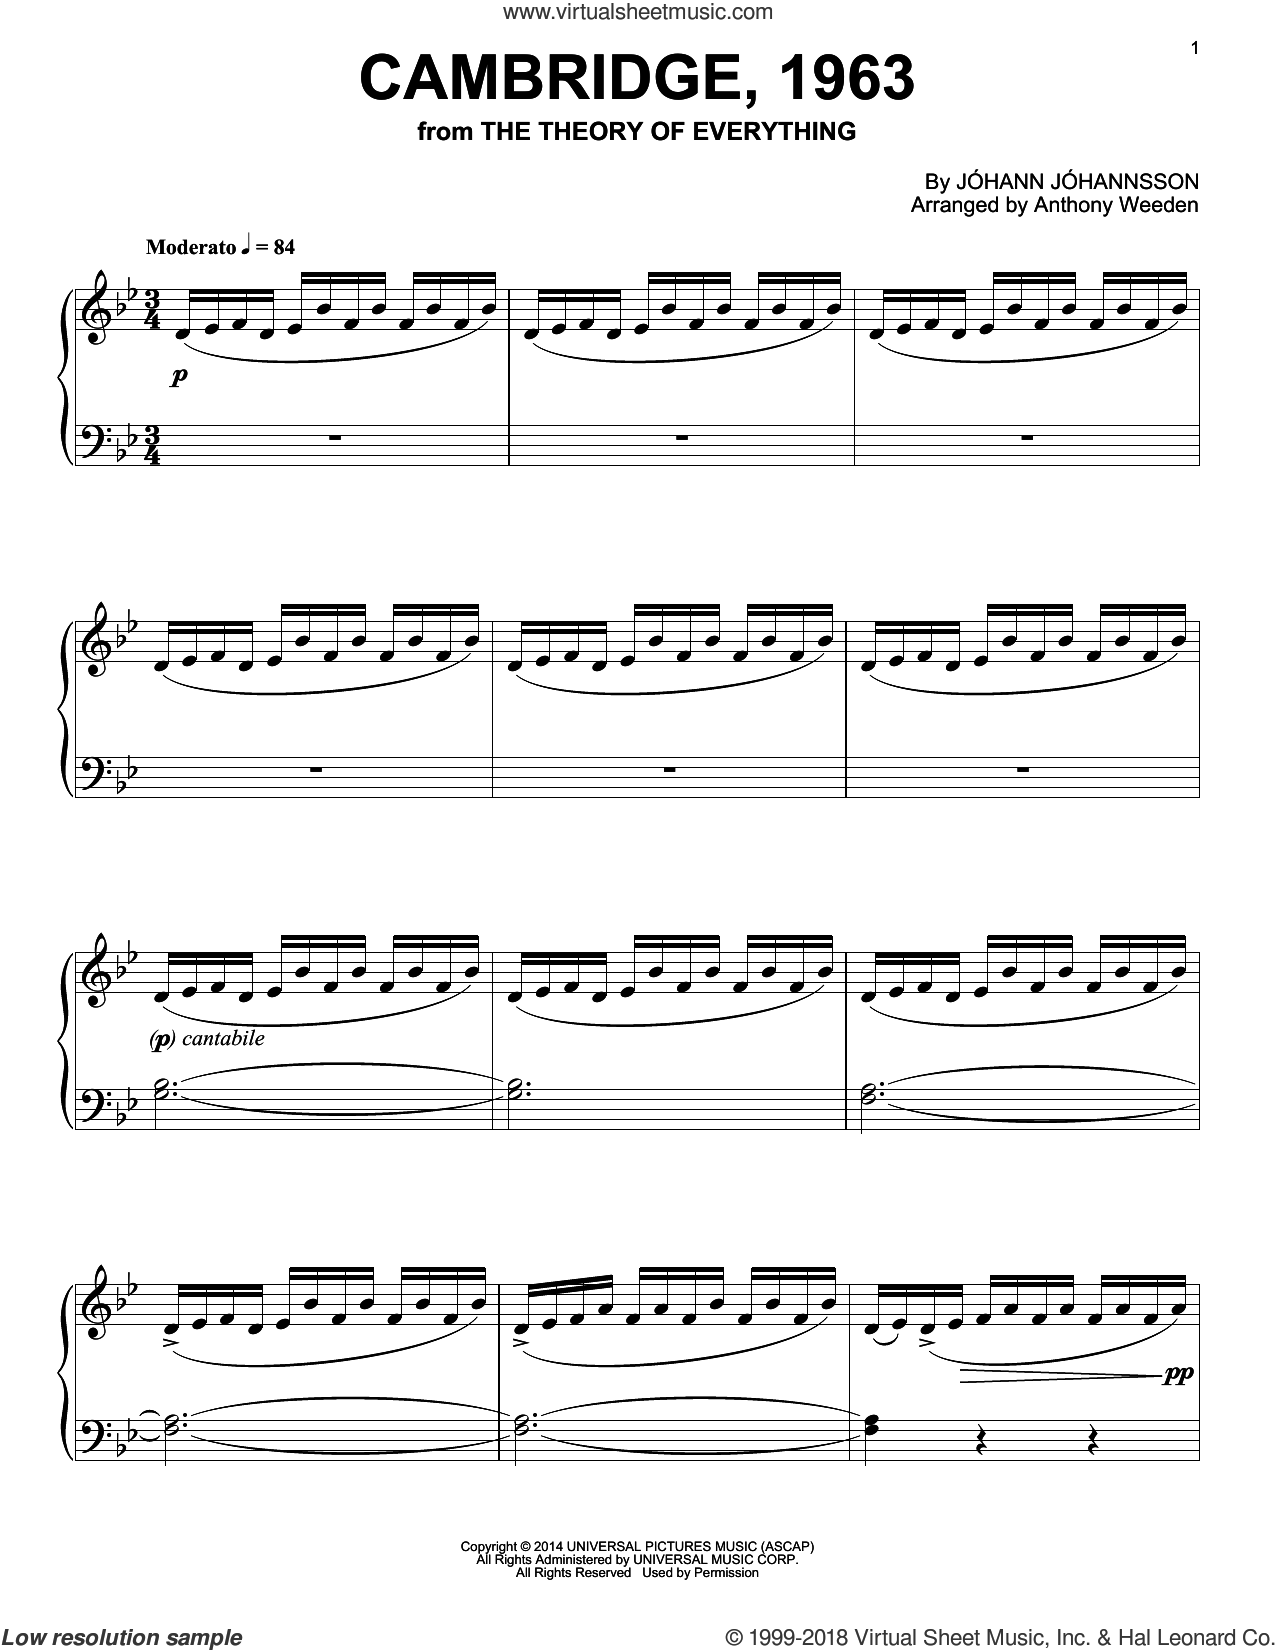 www.virtualsheetmusic.com
1
CAMBRIDGE, 1963
from THE THEORY OF EVERYTHING
By JÓHANN JÓHANNSSON
Arranged by Anthony Weeden
Moderato ♩ = 84
3
4
p
3
4
(p) cantabile
pp
Copyright © 2014 UNIVERSAL PICTURES MUSIC (ASCAP)
All Rights Administered by UNIVERSAL MUSIC CORP.
All Rights Reserved   Used by Permission
Low resolution sample
© 1999-2018 Virtual Sheet Music, Inc. & Hal Leonard Co.